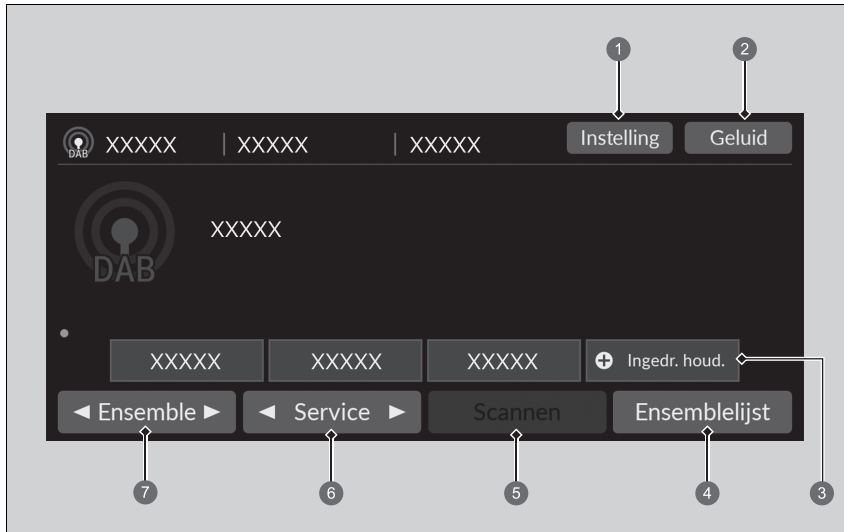 1 2
DAB XXXXX | XXXXX | XXXXX Instelling Geluid
DAB XXXXX
XXXXX XXXXX XXXXX Ingedr. houd.
◄ Ensemble ► ◄ Service ► Scannen Ensemblelijst
7 6 5 4 3